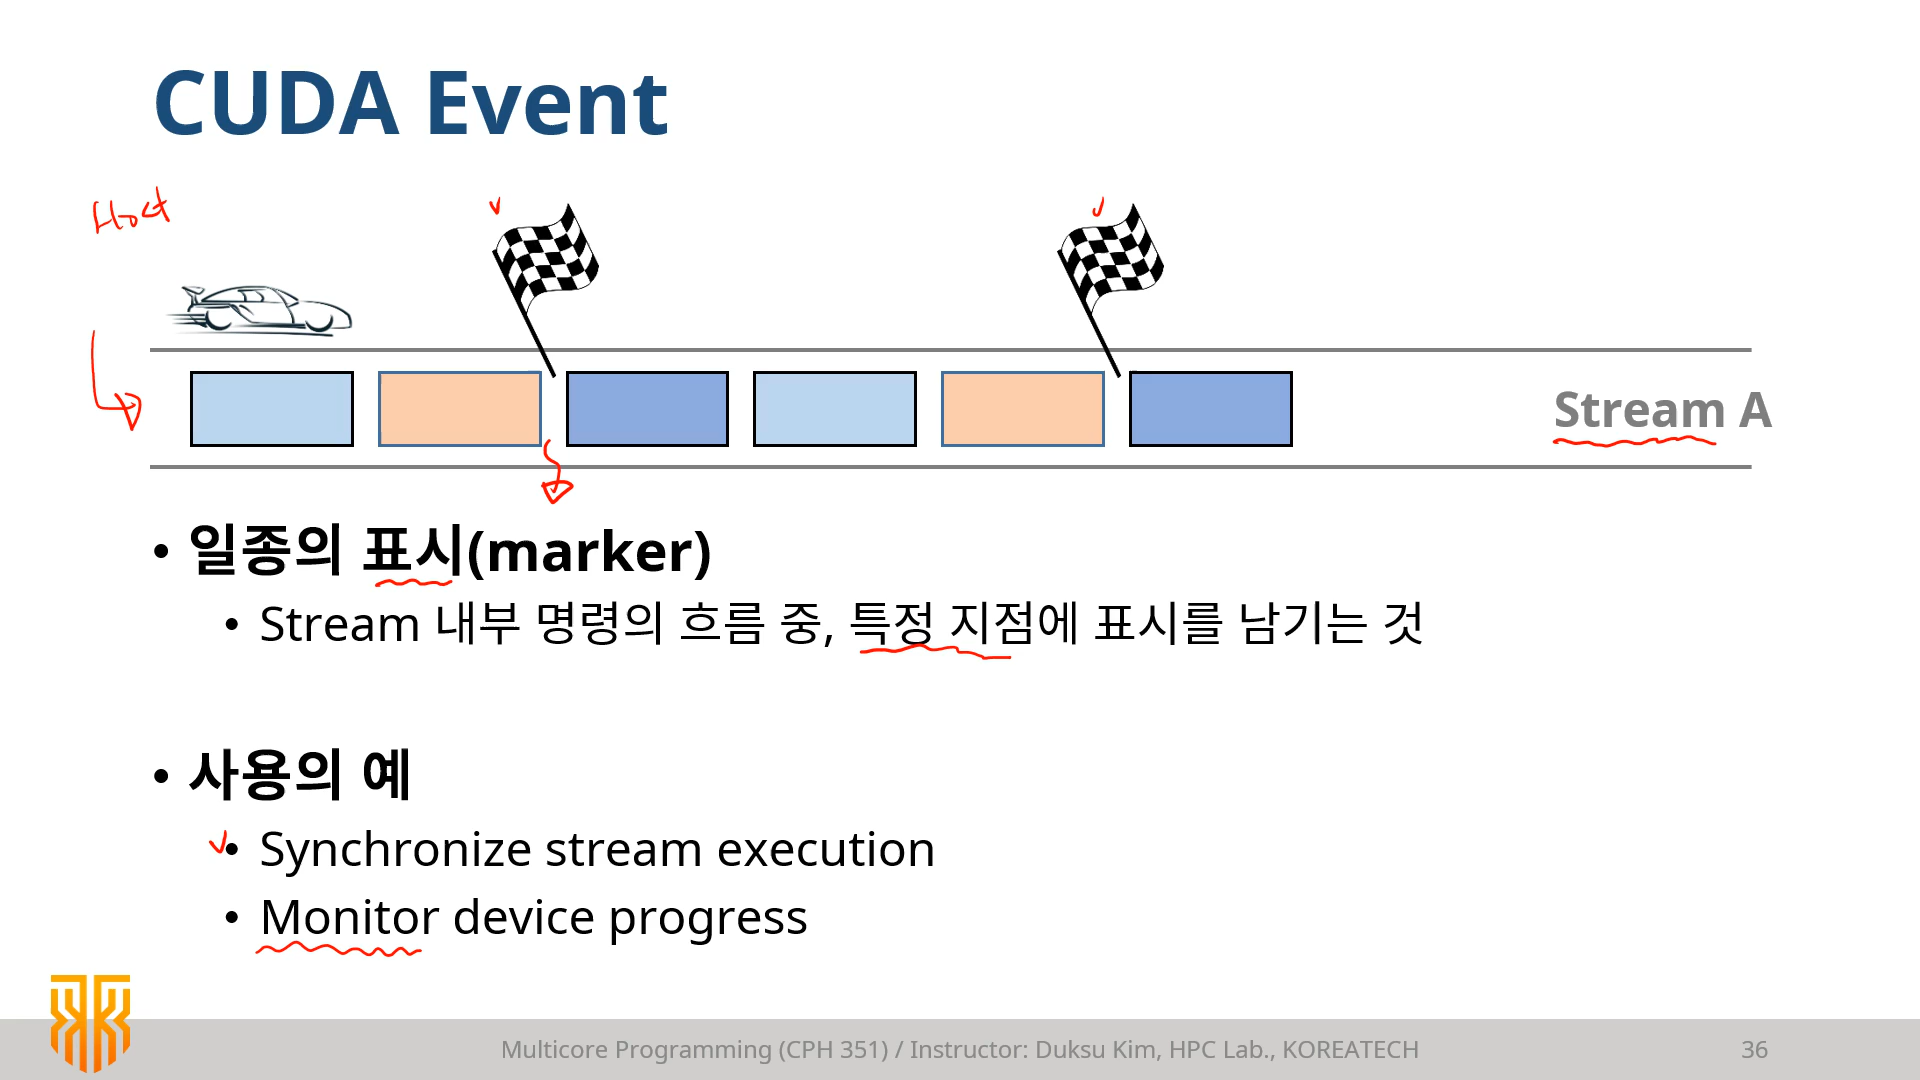 CUDA Event
Host
Stream A
• 일종의 표시(marker)
• Stream 내부 명령의 흐름 중, 특정 지점에 표시를 남기는 것
• 사용의 예
• Synchronize stream execution
• Monitor device progress
Multicore Programming (CPH 351) / Instructor: Duksu Kim, HPC Lab., KOREATECH
36